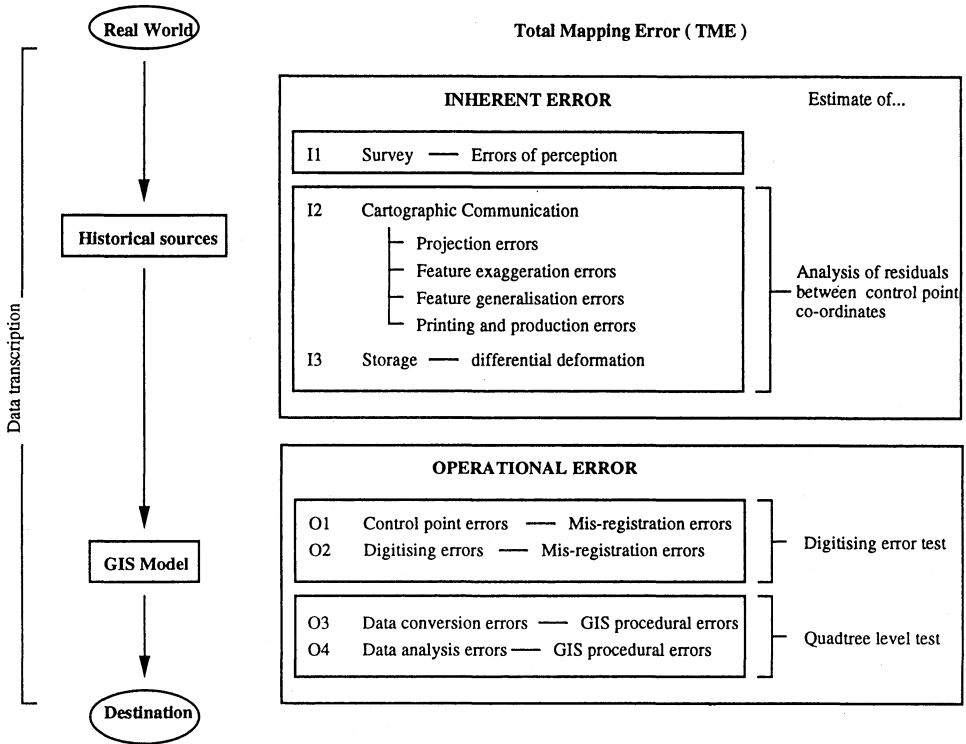 Real World
Total Mapping Error ( TME )
INHERENT ERROR
Estimate of...
I1 Survey — Errors of perception
I2 Cartographic Communication
Projection errors
Feature exaggeration errors
Feature generalisation errors
Printing and production errors
I3 Storage — differential deformation
Analysis of residuals
between control point
co-ordinates
Historical sources
Data transcription
OPERATIONAL ERROR
O1 Control point errors — Mis-registration errors
O2 Digitising errors — Mis-registration errors
Digitising error test
GIS Model
O3 Data conversion errors — GIS procedural errors
O4 Data analysis errors — GIS procedural errors
Quadtree level test
Destination